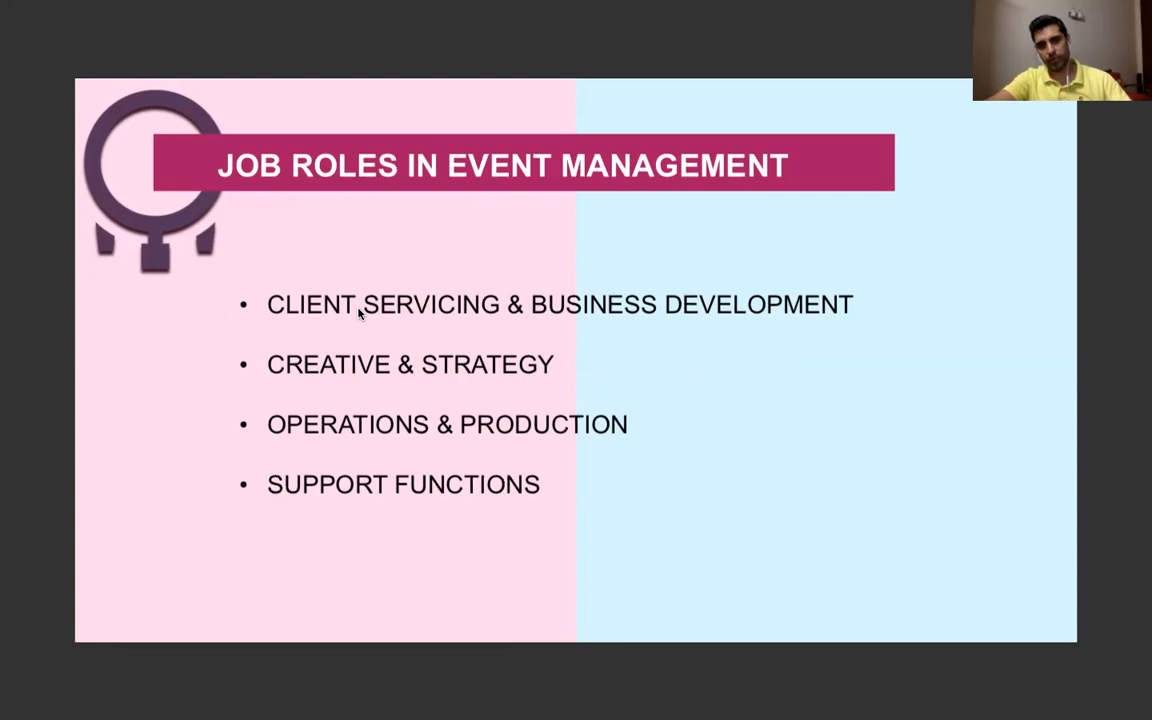 JOB ROLES IN EVENT MANAGEMENT
• CLIENT SERVICING & BUSINESS DEVELOPMENT
• CREATIVE & STRATEGY
• OPERATIONS & PRODUCTION
• SUPPORT FUNCTIONS